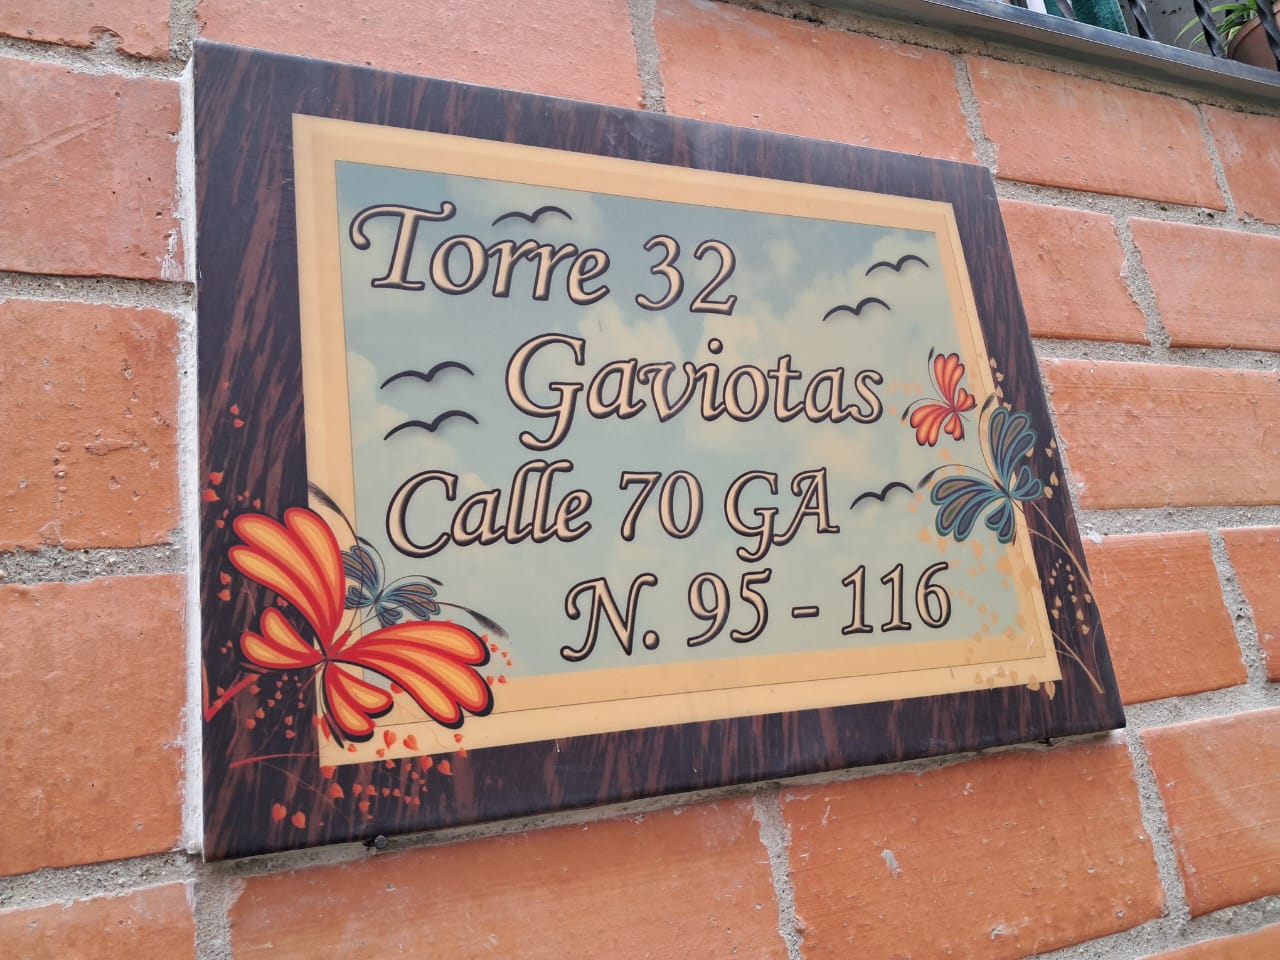 Torre 32
Gaviotas
Calle 70 GA
N. 95 - 116